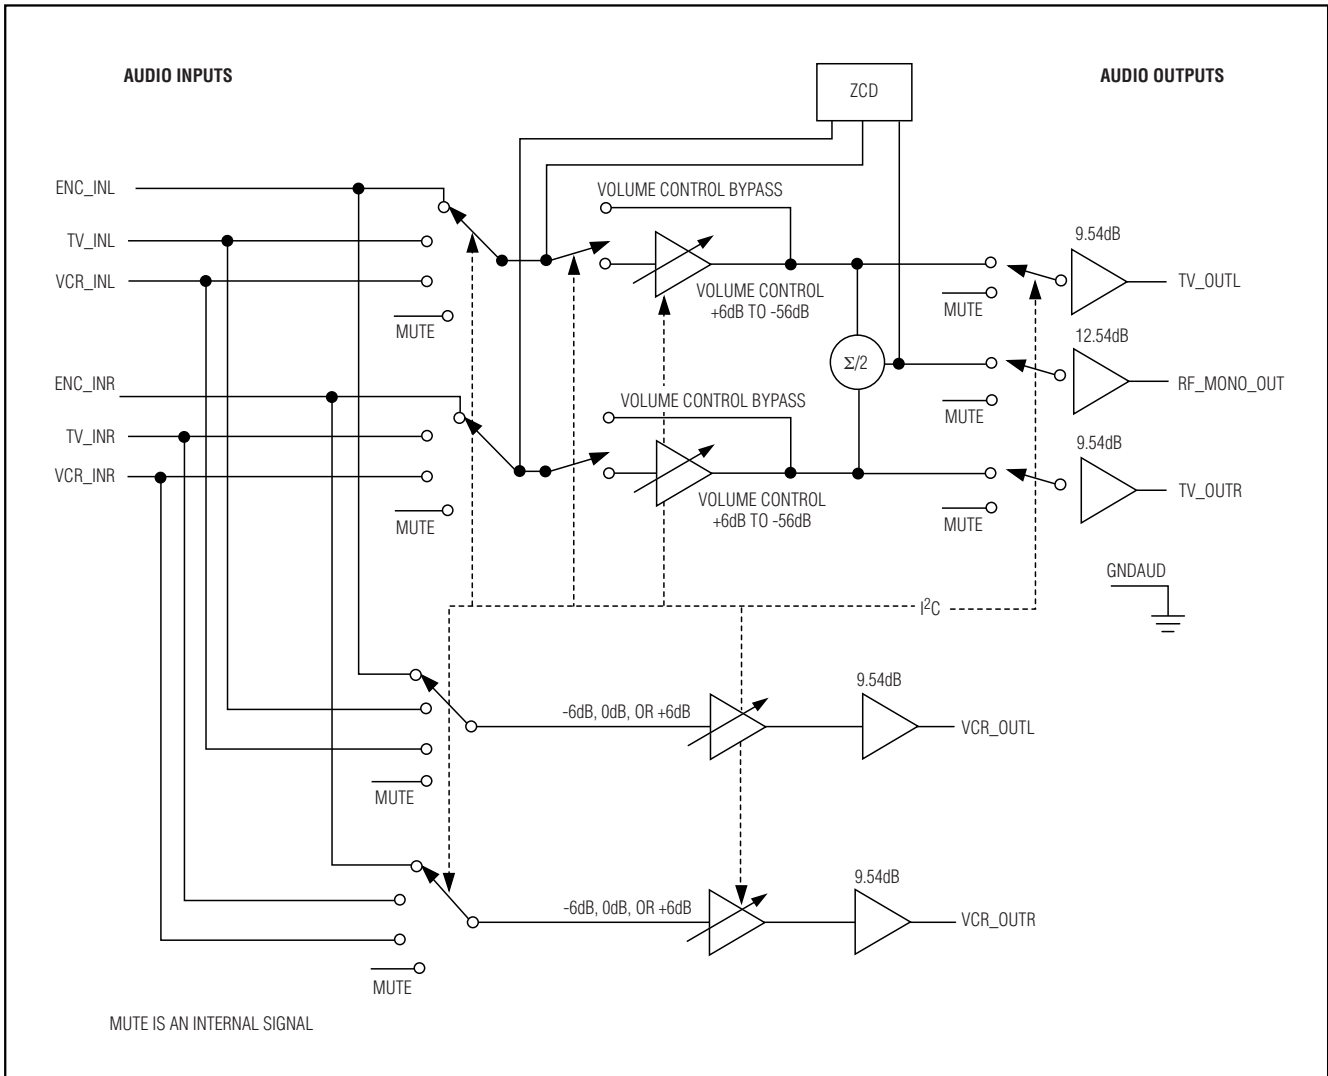 AUDIO INPUTS
AUDIO OUTPUTS
ZCD
ENC_INL
VOLUME CONTROL BYPASS
TV_INL
9.54dB
VCR_INL
TV_OUTL
VOLUME CONTROL
+6dB TO -56dB
MUTE
MUTE
12.54dB
Σ/2
ENC_INR
RF_MONO_OUT
VOLUME CONTROL BYPASS
MUTE
TV_INR
9.54dB
VCR_INR
TV_OUTR
VOLUME CONTROL
+6dB TO -56dB
MUTE
MUTE
GNDAUD
I²C
9.54dB
-6dB, 0dB, OR +6dB
VCR_OUTL
MUTE
9.54dB
-6dB, 0dB, OR +6dB
VCR_OUTR
MUTE
MUTE IS AN INTERNAL SIGNAL